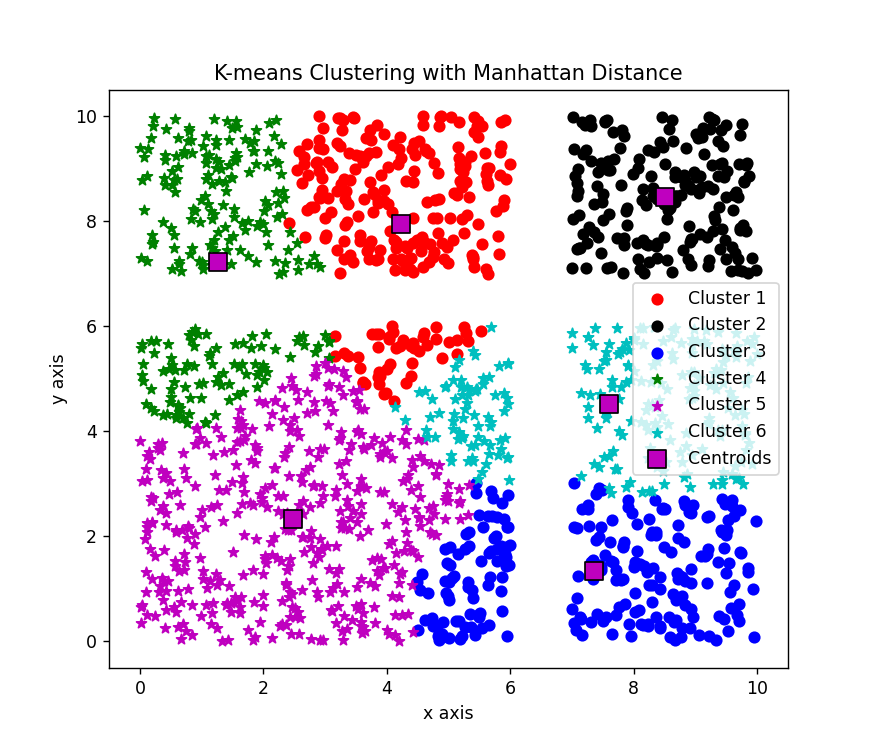 K-means Clustering with Manhattan Distance
10
8
6
4
2
0
y axis
Cluster 1
Cluster 2
Cluster 3
Cluster 4
Cluster 5
Cluster 6
Centroids
0 2 4 6 8 10
x axis